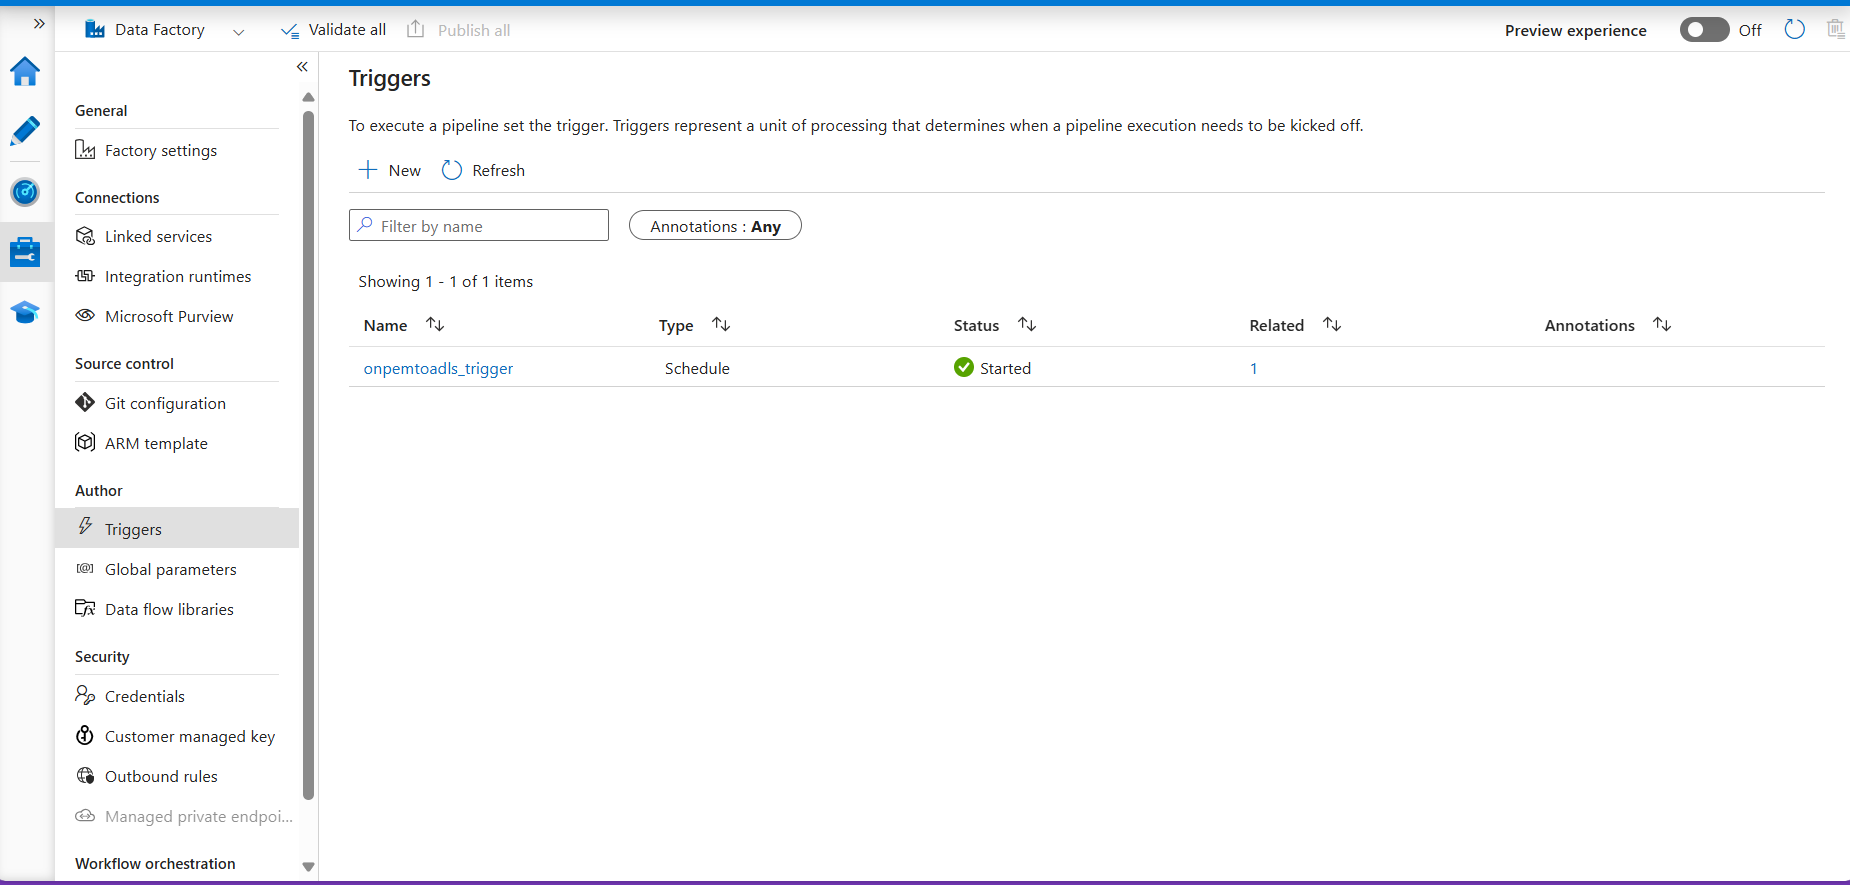 Data Factory
Validate all
Publish all
Preview experience
Off
General
Factory settings
Connections
Linked services
Integration runtimes
Microsoft Purview
Source control
Git configuration
ARM template
Author
Triggers
Global parameters
Data flow libraries
Security
Credentials
Customer managed key
Outbound rules
Managed private endpoi...
Workflow orchestration
Triggers
To execute a pipeline set the trigger. Triggers represent a unit of processing that determines when a pipeline execution needs to be kicked off.
New Refresh
Filter by name
Annotations : Any
Showing 1 - 1 of 1 items
Name Type Status Related Annotations
onpemtoadls_trigger Schedule Started 1